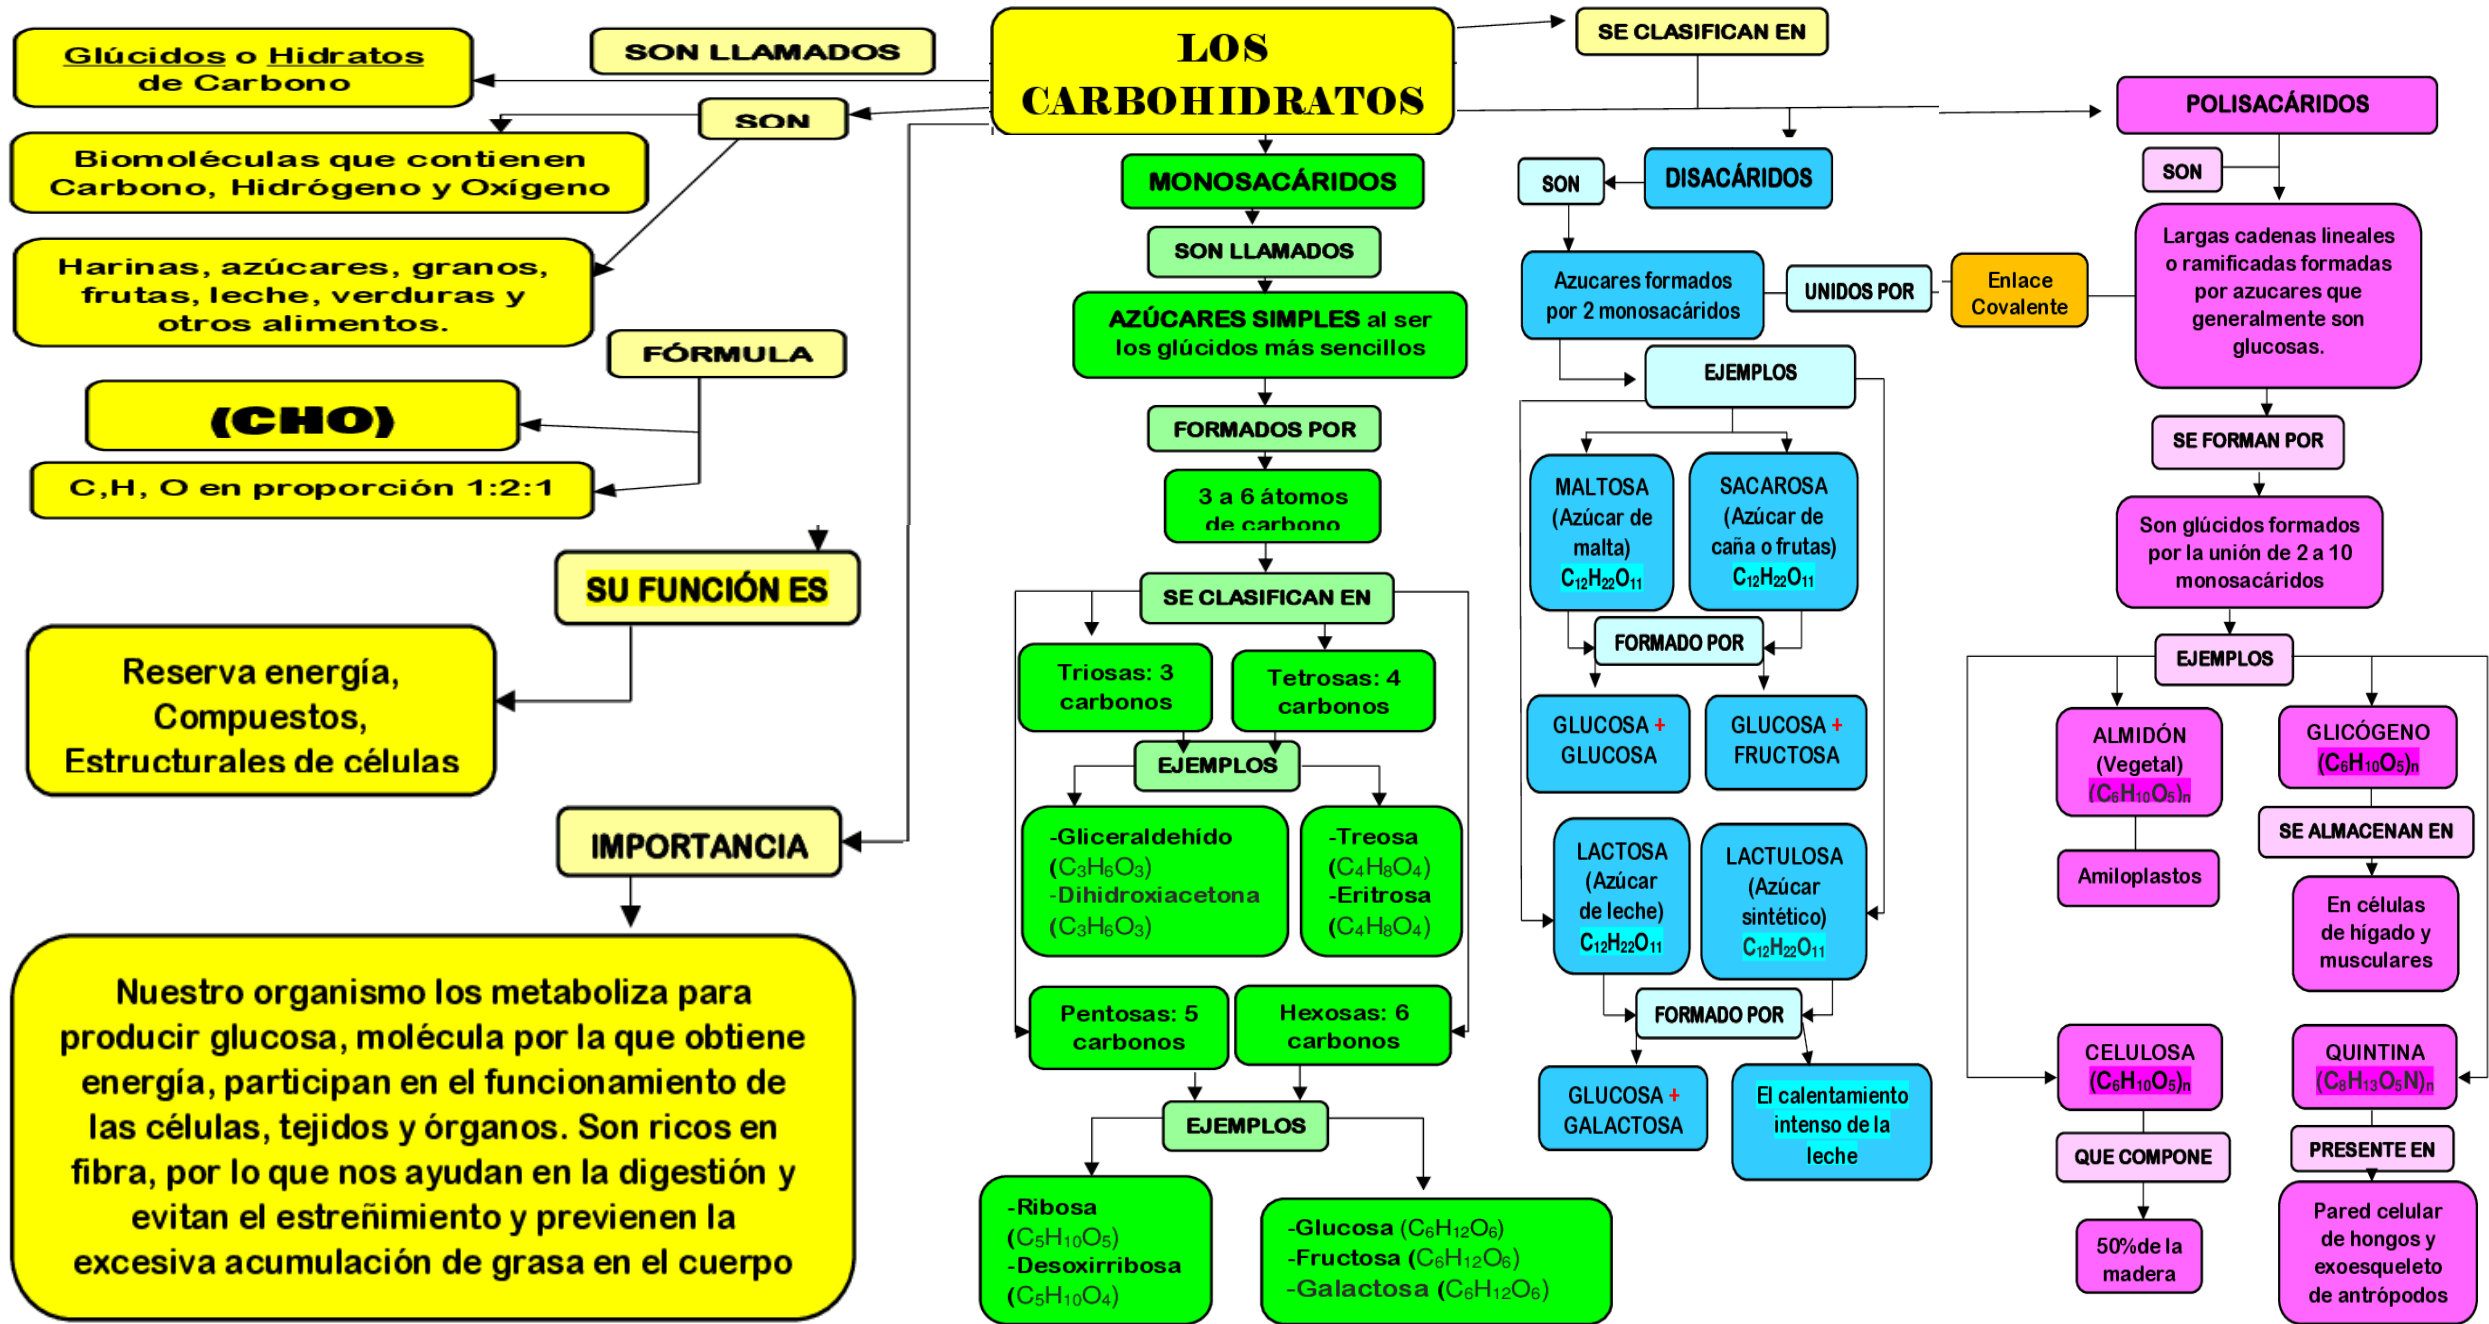 LOS
CARBOHIDRATOS
SON LLAMADOS
Glúcidos o Hidratos
de Carbono
SON
Biomoléculas que contienen
Carbono, Hidrógeno y Oxígeno
Harinas, azúcares, granos,
frutas, leche, verduras y
otros alimentos.
FÓRMULA
(CHO)
C,H, O en proporción 1:2:1
SU FUNCIÓN ES
Reserva energía,
Compuestos,
Estructurales de células
IMPORTANCIA
Nuestro organismo los metaboliza para
producir glucosa, molécula por la que obtiene
energía, participan en el funcionamiento de
las células, tejidos y órganos. Son ricos en
fibra, por lo que nos ayudan en la digestión y
evitan el estreñimiento y previenen la
excesiva acumulación de grasa en el cuerpo
SE CLASIFICAN EN
MONOSACÁRIDOS
SON LLAMADOS
AZÚCARES SIMPLES al ser
los glúcidos más sencillos
FORMADOS POR
3 a 6 átomos
de carbono
SE CLASIFICAN EN
Triosas: 3
carbonos
Tetrosas: 4
carbonos
EJEMPLOS
-Gliceraldehído
(C₃H₆O₃)
-Dihidroxiacetona
(C₃H₆O₃)
-Treosa
(C₄H₈O₄)
-Eritrosa
(C₄H₈O₄)
Pentosas: 5
carbonos
Hexosas: 6
carbonos
EJEMPLOS
-Ribosa
(C₅H₁₀O₅)
-Desoxirribosa
(C₅H₁₀O₄)
-Glucosa (C₆H₁₂O₆)
-Fructosa (C₆H₁₂O₆)
-Galactosa (C₆H₁₂O₆)
DISACÁRIDOS
SON
Azucares formados
por 2 monosacáridos
UNIDOS POR
Enlace
Covalente
EJEMPLOS
MALTOSA
(Azúcar de
malta)
C₁₂H₂₂O₁₁
SACAROSA
(Azúcar de
caña o frutas)
C₁₂H₂₂O₁₁
FORMADO POR
GLUCOSA +
GLUCOSA
GLUCOSA +
FRUCTOSA
LACTOSA
(Azúcar
de leche)
C₁₂H₂₂O₁₁
LACTULOSA
(Azúcar
sintético)
C₁₂H₂₂O₁₁
FORMADO POR
GLUCOSA +
GALACTOSA
El calentamiento
intenso de la
leche
POLISACÁRIDOS
SON
Largas cadenas lineales
o ramificadas formadas
por azucares que
generalmente son
glucosas.
SE FORMAN POR
Son glúcidos formados
por la unión de 2 a 10
monosacáridos
EJEMPLOS
ALMIDÓN
(Vegetal)
(C₆H₁₀O₅)ₙ
Amiloplastos
GLICÓGENO
(C₆H₁₀O₅)ₙ
SE ALMACENAN EN
En células
de hígado y
musculares
CELULOSA
(C₆H₁₀O₅)ₙ
QUE COMPONE
50%de la
madera
QUINTINA
(C₈H₁₃O₅N)ₙ
PRESENTE EN
Pared celular
de hongos y
exoesqueleto
de antrópodos